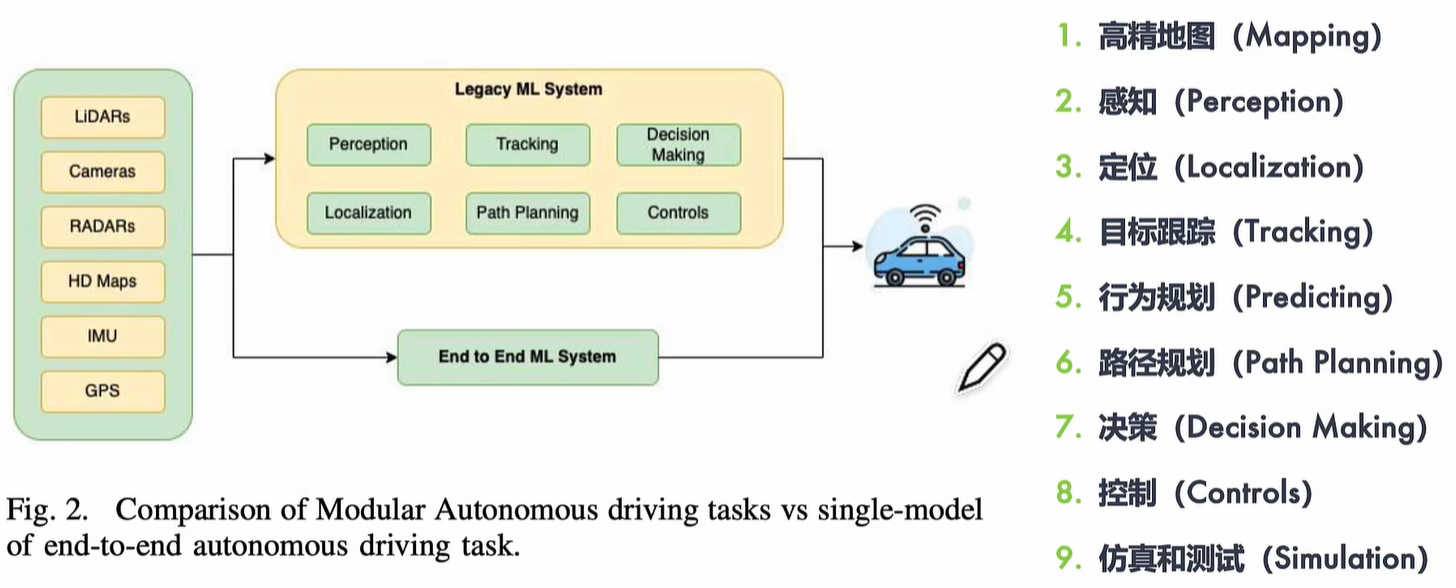 LiDARs
Cameras
RADARs
HD Maps
IMU
GPS
Legacy ML System
Perception
Tracking
Decision
Making
Localization
Path Planning
Controls
End to End ML System
Fig. 2. Comparison of Modular Autonomous driving tasks vs single-model
of end-to-end autonomous driving task.
1. 高精地图（Mapping）
2. 感知（Perception）
3. 定位（Localization）
4. 目标跟踪（Tracking）
5. 行为规划（Predicting）
6. 路径规划（Path Planning）
7. 决策（Decision Making）
8. 控制（Controls）
9. 仿真和测试（Simulation）